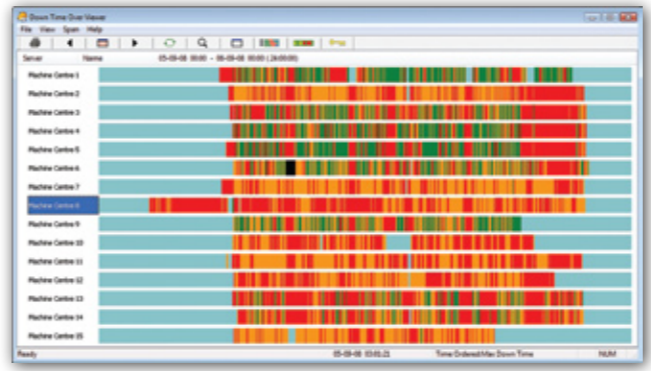 Down Time Over Viewer
File View Span Help
Server Name 05-09-08 00:00 - 06-09-08 00:00 (24:00:00)
Machine Centre 1
Machine Centre 2
Machine Centre 3
Machine Centre 4
Machine Centre 5
Machine Centre 6
Machine Centre 7
Machine Centre 8
Machine Centre 9
Machine Centre 10
Machine Centre 11
Machine Centre 12
Machine Centre 13
Machine Centre 14
Machine Centre 15
Ready 05-09-08 03:01:21 Time Ordered:Max Down Time NUM